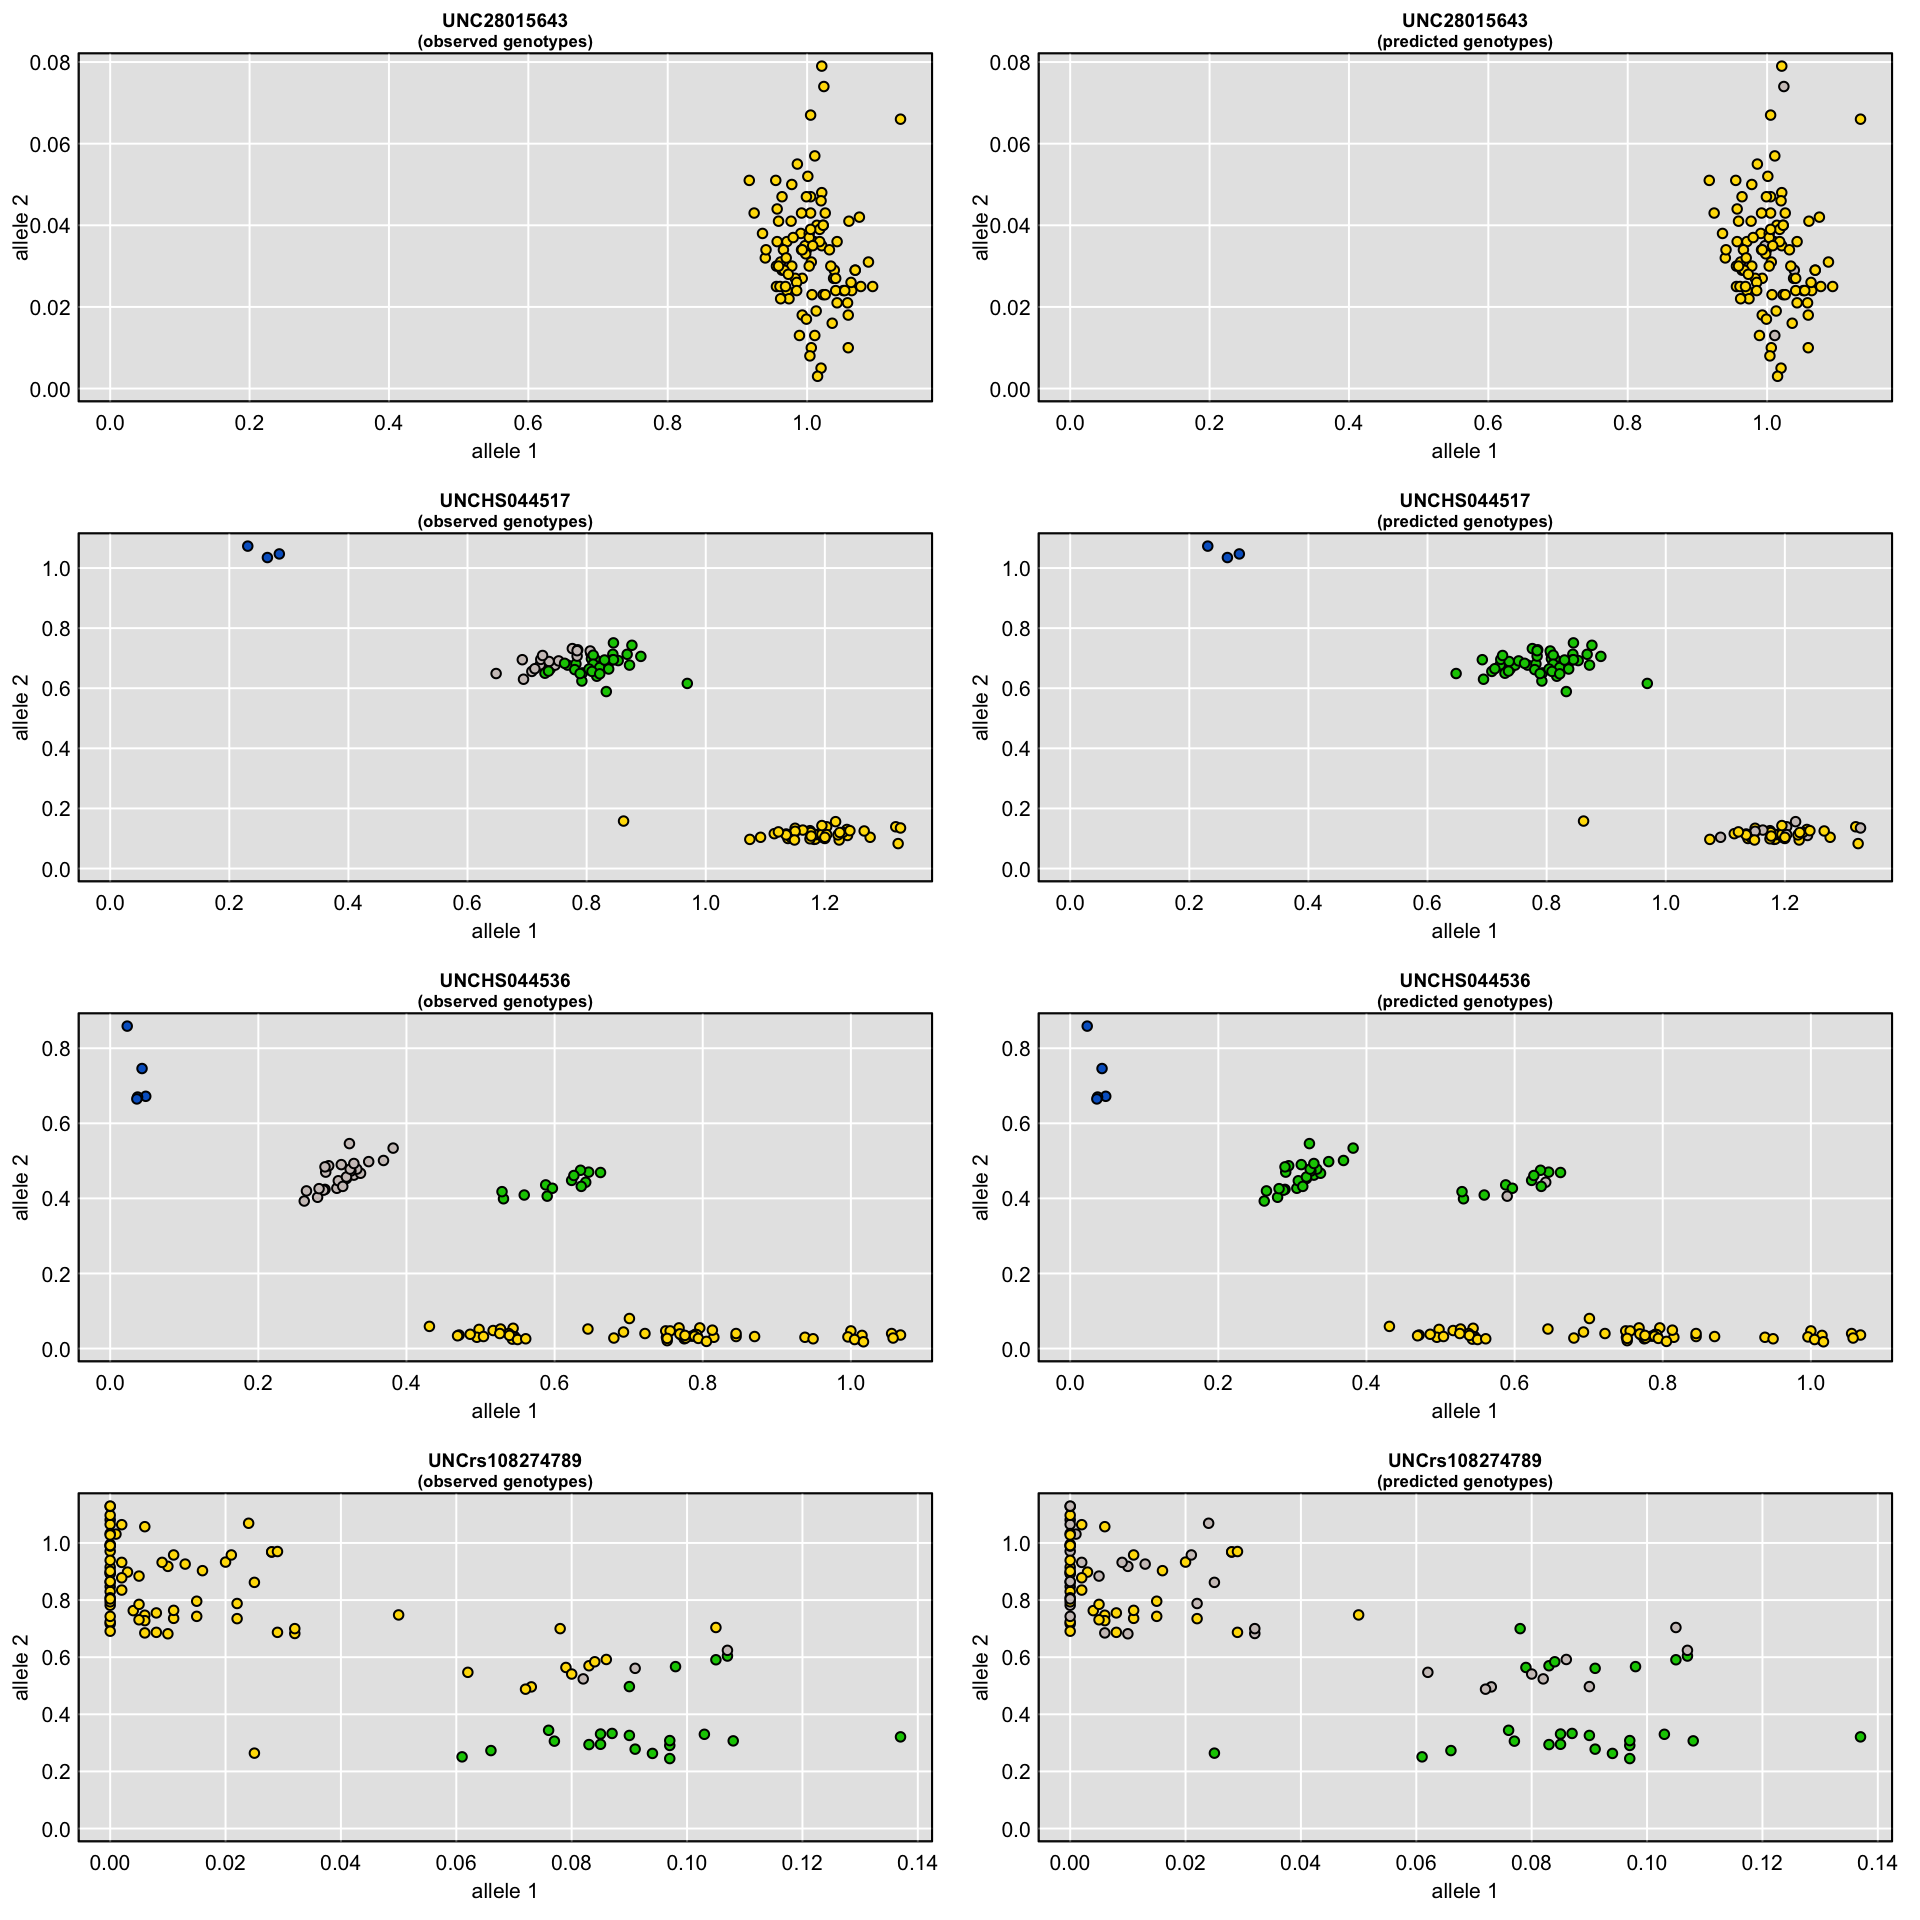 UNC28015643
(observed genotypes)
0.08
0.06
0.04
0.02
0.00
allele 2
0.0 0.2 0.4 0.6 0.8 1.0
allele 1
UNC28015643
(predicted genotypes)
0.08
0.06
0.04
0.02
0.00
allele 2
0.0 0.2 0.4 0.6 0.8 1.0
allele 1
UNCHS044517
(observed genotypes)
1.0
0.8
0.6
0.4
0.2
0.0
allele 2
0.0 0.2 0.4 0.6 0.8 1.0 1.2
allele 1
UNCHS044517
(predicted genotypes)
1.0
0.8
0.6
0.4
0.2
0.0
allele 2
0.0 0.2 0.4 0.6 0.8 1.0 1.2
allele 1
UNCHS044536
(observed genotypes)
0.8
0.6
0.4
0.2
0.0
allele 2
0.0 0.2 0.4 0.6 0.8 1.0
allele 1
UNCHS044536
(predicted genotypes)
0.8
0.6
0.4
0.2
0.0
allele 2
0.0 0.2 0.4 0.6 0.8 1.0
allele 1
UNCrs108274789
(observed genotypes)
1.0
0.8
0.6
0.4
0.2
0.0
allele 2
0.00 0.02 0.04 0.06 0.08 0.10 0.12 0.14
allele 1
UNCrs108274789
(predicted genotypes)
1.0
0.8
0.6
0.4
0.2
0.0
allele 2
0.00 0.02 0.04 0.06 0.08 0.10 0.12 0.14
allele 1